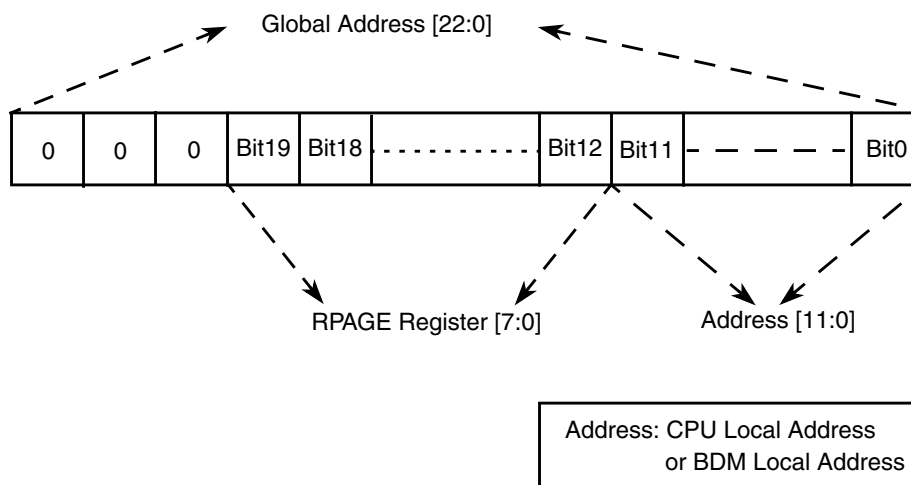 Global Address [22:0]
0 0 0 Bit19 Bit18 Bit12 Bit11 Bit0
RPAGE Register [7:0] Address [11:0]
Address: CPU Local Address
or BDM Local Address